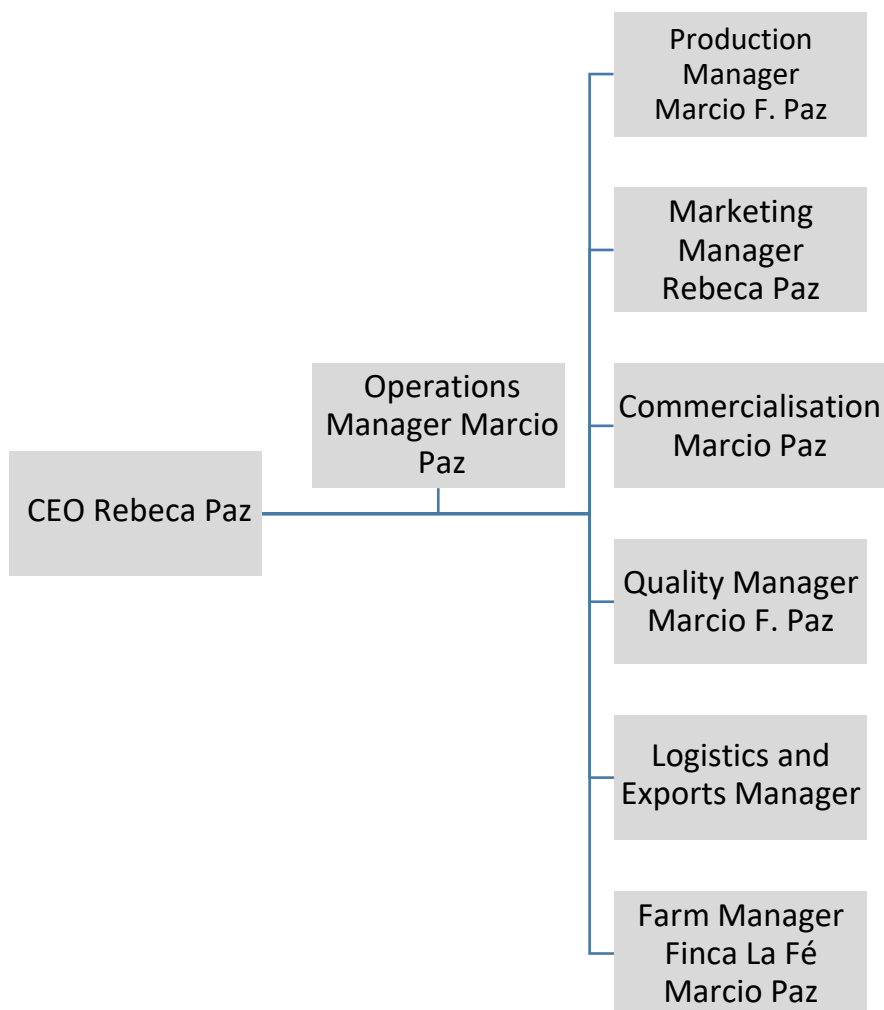 Production
Manager
Marcio F. Paz
Marketing
Manager
Rebeca Paz
Operations
Manager Marcio
Paz
Commercialisation
Marcio Paz
CEO Rebeca Paz
Quality Manager
Marcio F. Paz
Logistics and
Exports Manager
Farm Manager
Finca La Fé
Marcio Paz